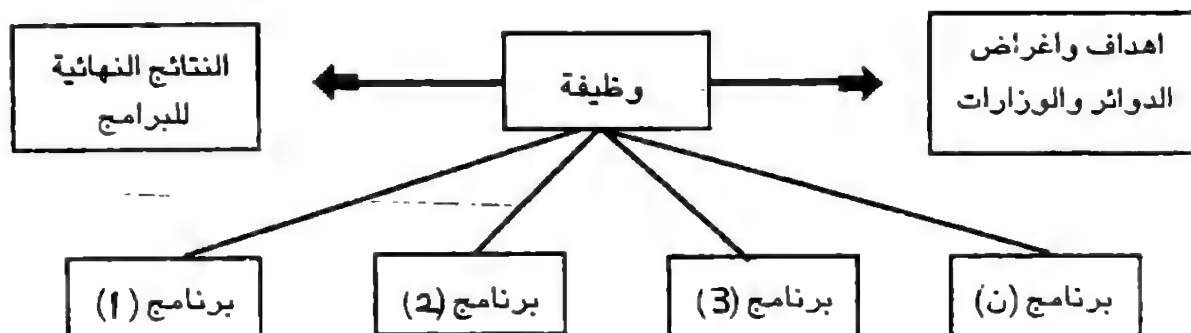 اهداف واغراض
الدوائر والوزارات
وظيفة
النتائج النهائية
للبرامج
برنامج (ن)
برنامج (3)
برنامج (2)
برنامج (1)